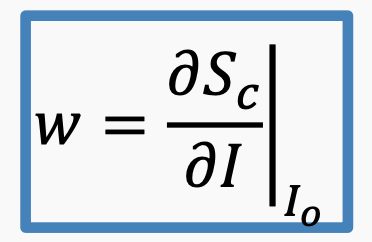 w = ∂S_c/∂I |_{I_o}